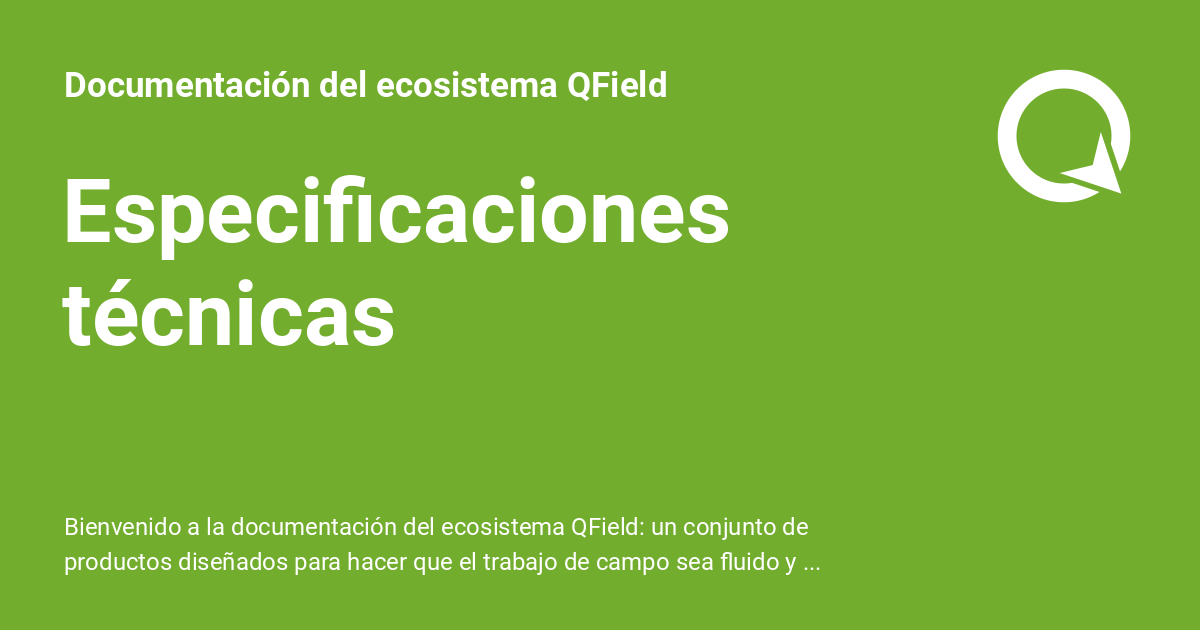 Documentación del ecosistema QField
Especificaciones
técnicas
Bienvenido a la documentación del ecosistema QField: un conjunto de
productos diseñados para hacer que el trabajo de campo sea fluido y ...